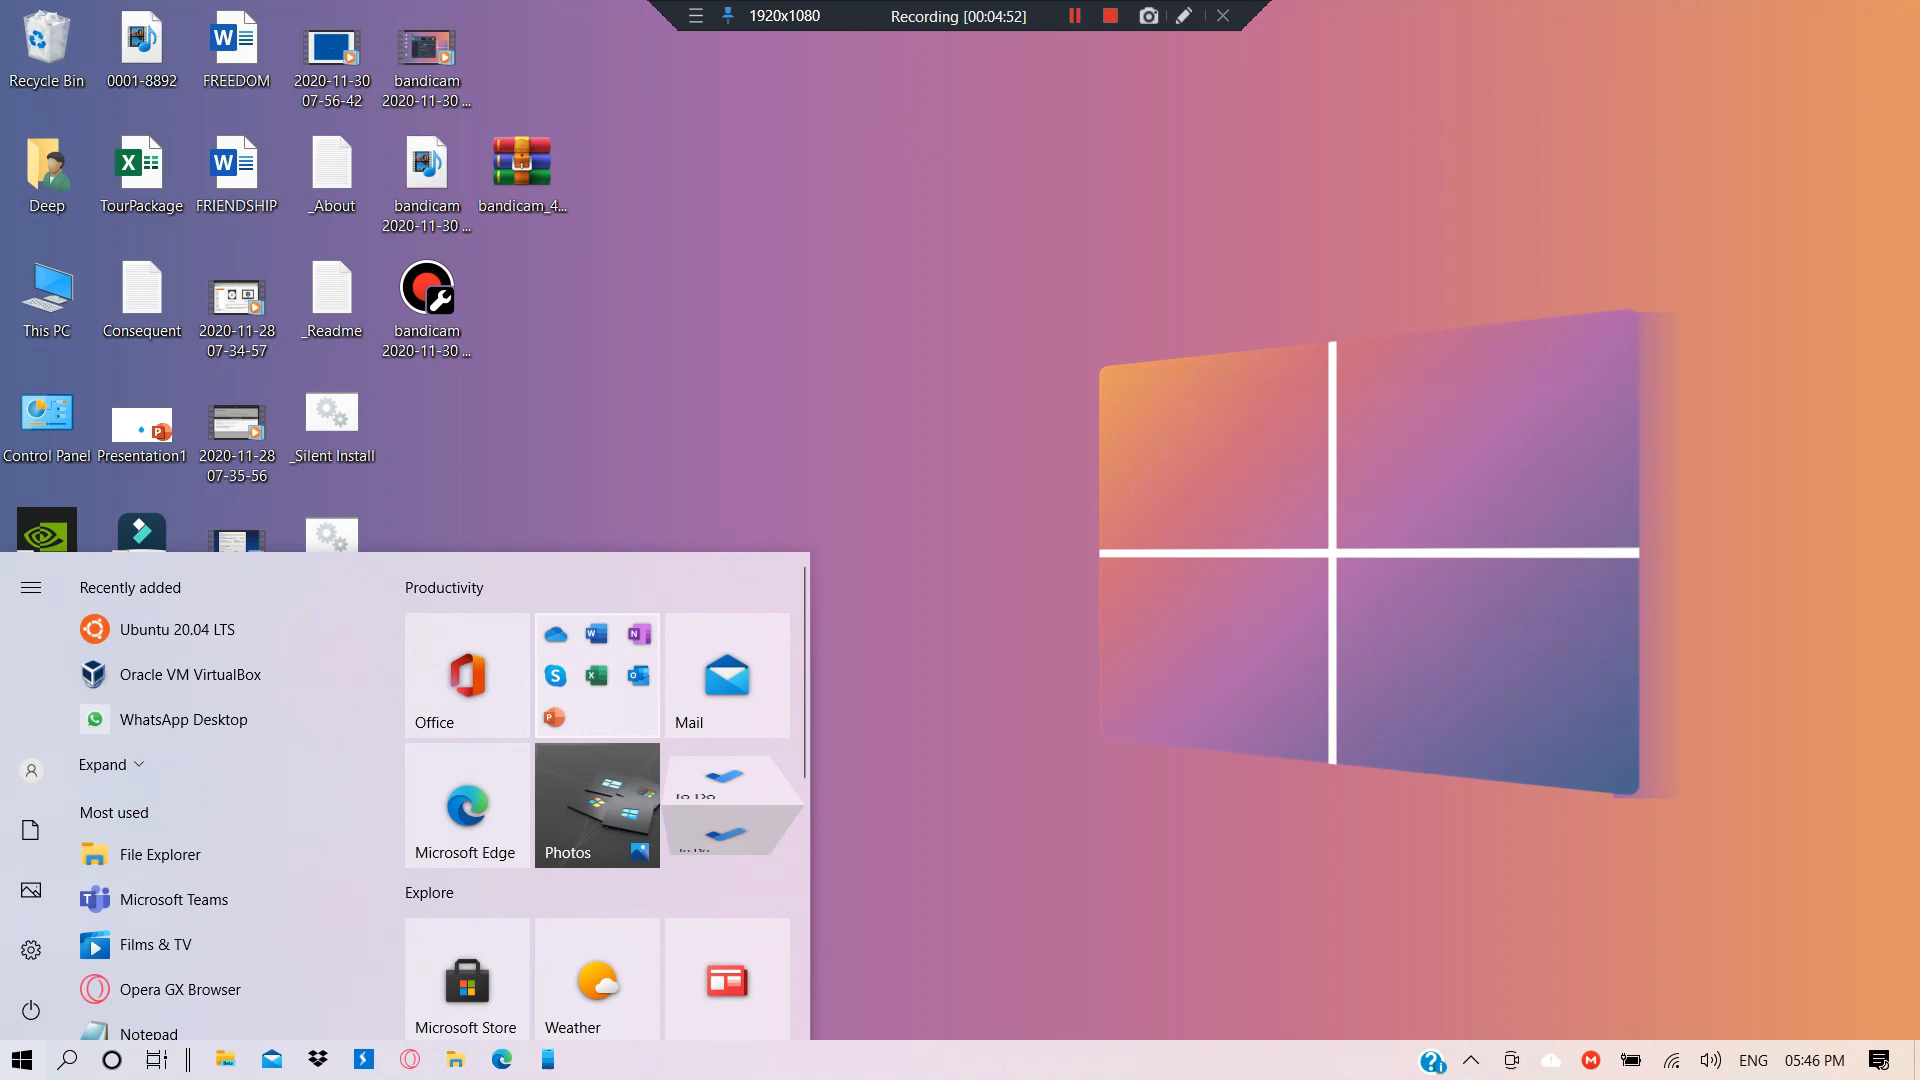 1920x1080
Recording [00:04:52]
Recycle Bin
0001-8892
FREEDOM
2020-11-30
07-56-42
bandicam
2020-11-30 ...
Deep
TourPackage
FRIENDSHIP
_About
bandicam
2020-11-30 ...
bandicam_4...
This PC
Consequent
2020-11-28
07-34-57
_Readme
bandicam
2020-11-30 ...
Control Panel
Presentation1
2020-11-28
07-35-56
_Silent Install
Recently added
Ubuntu 20.04 LTS
Oracle VM VirtualBox
WhatsApp Desktop
Expand
Most used
File Explorer
Microsoft Teams
Films & TV
Opera GX Browser
Notepad
Productivity
Office
Mail
Microsoft Edge
Photos
Explore
Microsoft Store
Weather
ENG
05:46 PM